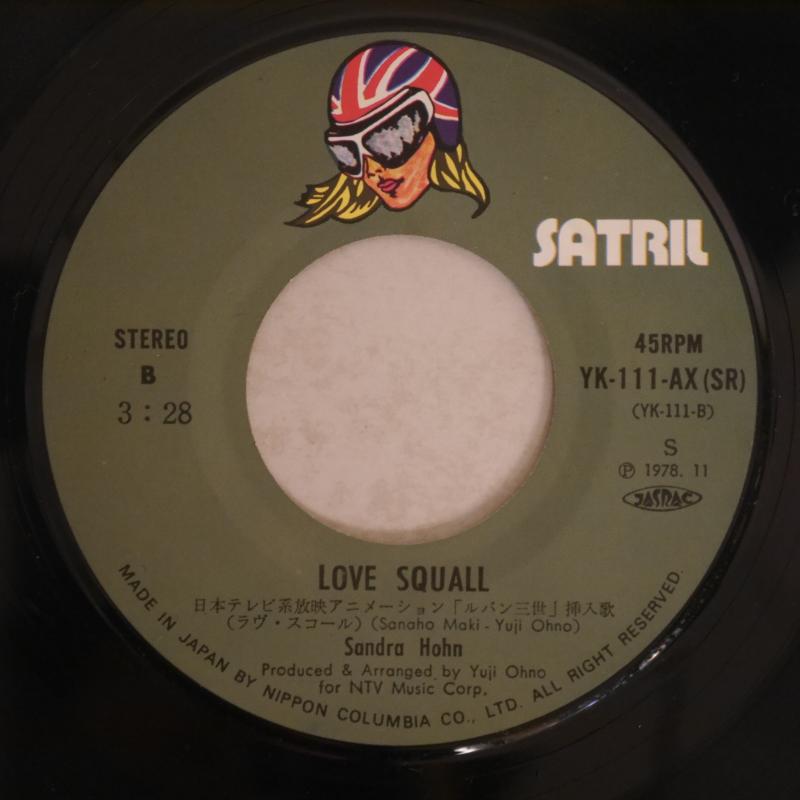 SATRIL
STEREO
B
3:28
45RPM
YK-111-AX(SR)
(YK-111-B)
S
Ⓟ 1978. 11
JASRAC
LOVE SQUALL
日本テレビ系放映アニメーション「ルパン三世」挿入歌
(ラヴ・スコール) (Sanaho Maki - Yuji Ohno)
Sandra Hohn
Produced & Arranged by Yuji Ohno
for NTV Music Corp.
MADE IN JAPAN BY NIPPON COLUMBIA CO., LTD. ALL RIGHT RESERVED.